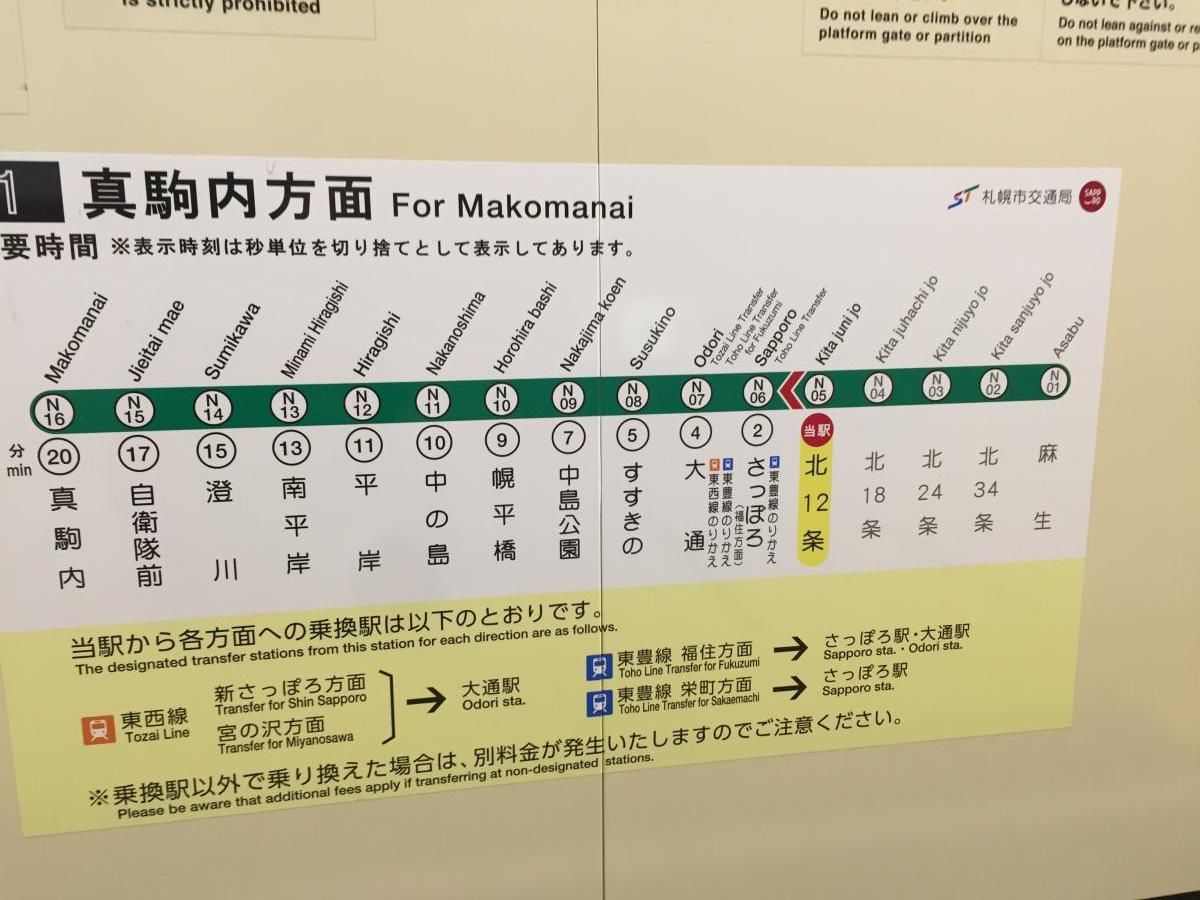 is strictly prohibited
Do not lean or climb over the
platform gate or partition
Do not lean against or
on the platform gate or
1 真駒内方面 For Makomanai
ST 札幌市交通局
要時間 ※表示時刻は秒単位を切り捨てとして表示してあります。
Makomanai
Jieitai mae
Sumikawa
Minami Hiragishi
Hiragishi
Nakanoshima
Horohira bashi
Nakajima koen
Susukino
Odori
Tozai Line Transfer
Toho Line Transfer
for Fukuzumi
Sapporo
Toho Line Transfer
Kita juni jo
Kita juhachi jo
Kita nijuyo jo
Kita sanjuyo jo
Asabu
N16 N15 N14 N13 N12 N11 N10 N09 N08 N07 N06 N05 N04 N03 N02 N01
分
min
20 17 15 13 11 10 9 7 5 4 2 当駅
真駒内
自衛隊前
澄川
南平岸
平岸
中の島
幌平橋
中島公園
すすきの
大通
東西線のりかえ
東豊線のりかえ
(福住方面)
さっぽろ
東豊線のりかえ
北12条
北18条
北24条
北34条
麻生
当駅から各方面への乗換駅は以下のとおりです。
The designated transfer stations from this station for each direction are as follows.
東西線
Tozai Line
新さっぽろ方面
Transfer for Shin Sapporo
宮の沢方面
Transfer for Miyanosawa
→ 大通駅
Odori sta.
東豊線 福住方面 → さっぽろ駅・大通駅
Toho Line Transfer for Fukuzumi Sapporo sta.・Odori sta.
東豊線 栄町方面 → さっぽろ駅
Toho Line Transfer for Sakaemachi Sapporo sta.
※乗換駅以外で乗り換えた場合は、別料金が発生いたしますのでご注意ください。
Please be aware that additional fees apply if transferring at non-designated stations.